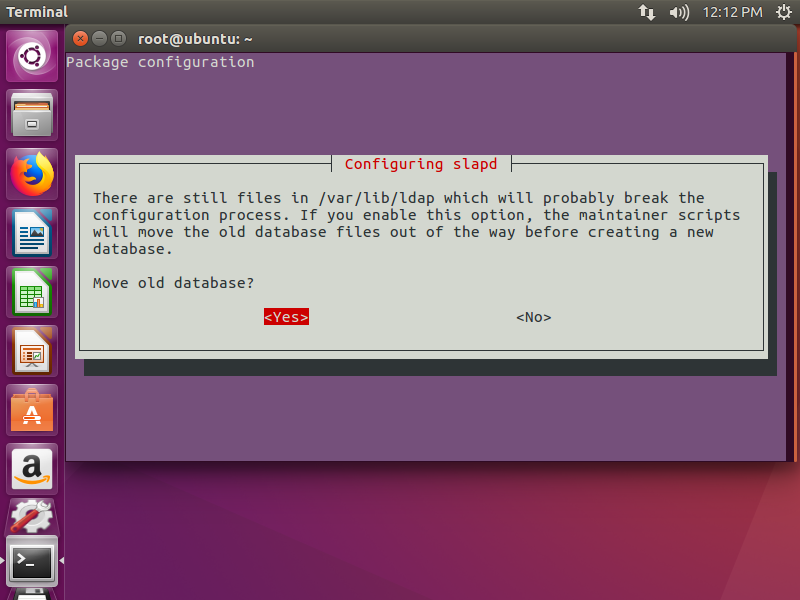 Terminal
12:12 PM
root@ubuntu: ~
Package configuration
Configuring slapd
There are still files in /var/lib/ldap which will probably break the
configuration process. If you enable this option, the maintainer scripts
will move the old database files out of the way before creating a new
database.
Move old database?
<Yes>
<No>
A
a
>_